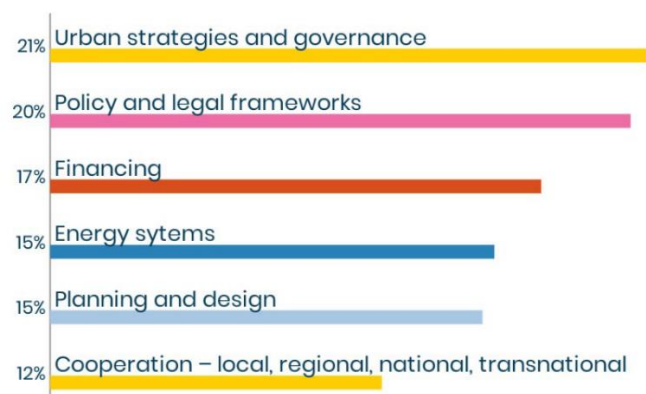 21% Urban strategies and governance
20% Policy and legal frameworks
17% Financing
15% Energy sytems
15% Planning and design
12% Cooperation – local, regional, national, transnational